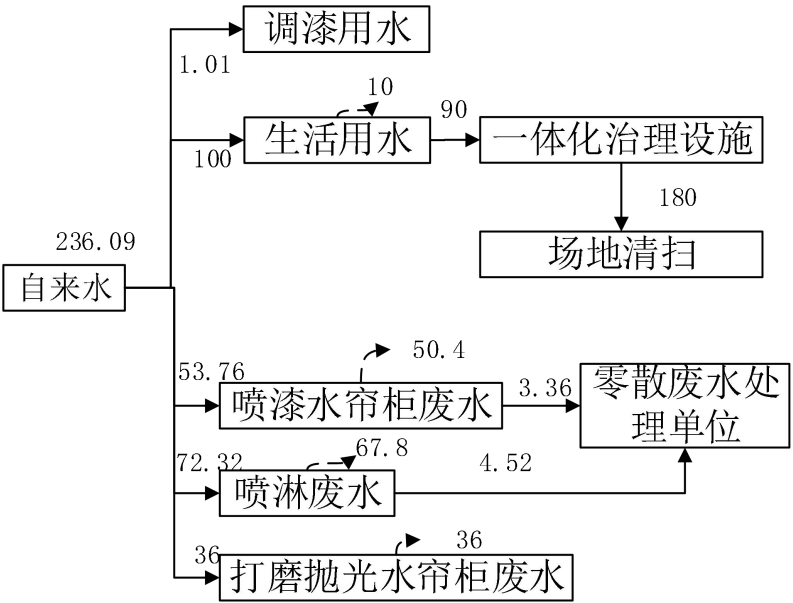 调漆用水
1.01
10
90
生活用水
一体化治理设施
100
180
236.09
场地清扫
自来水
50.4
53.76
3.36
零散废水处
理单位
喷漆水帘柜废水
67.8
72.32
4.52
喷淋废水
36
36
打磨抛光水帘柜废水